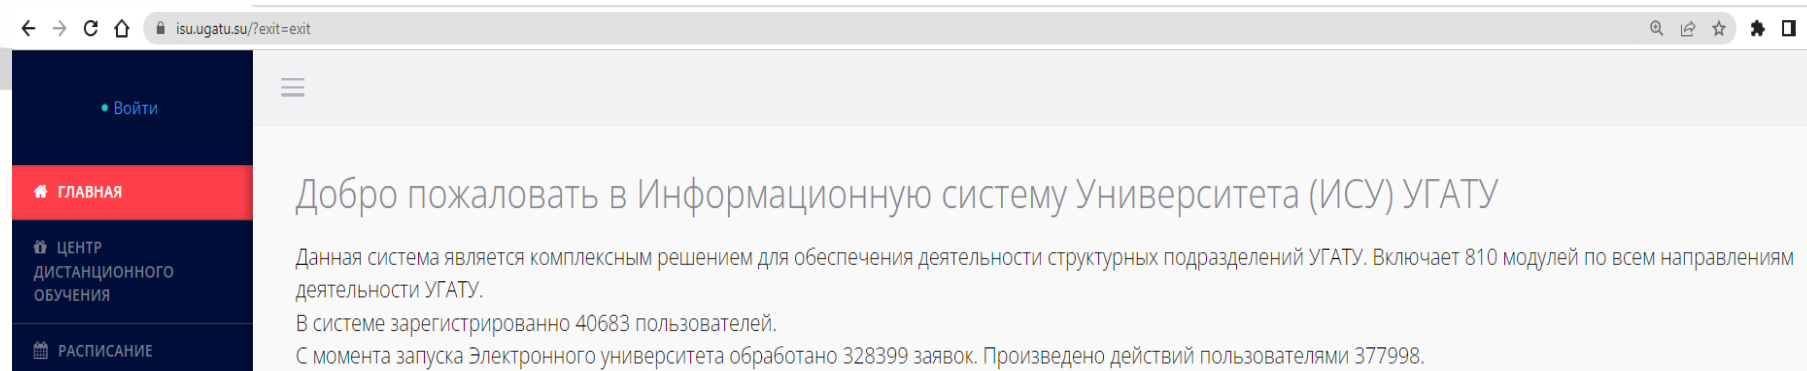 isu.ugatu.su/?exit=exit
Войти
ГЛАВНАЯ
ЦЕНТР
ДИСТАНЦИОННОГО
ОБУЧЕНИЯ
РАСПИСАНИЕ
Добро пожаловать в Информационную систему Университета (ИСУ) УГАТУ
Данная система является комплексным решением для обеспечения деятельности структурных подразделений УГАТУ. Включает 810 модулей по всем направлениям
деятельности УГАТУ.
В системе зарегистрированно 40683 пользователей.
С момента запуска Электронного университета обработано 328399 заявок. Произведено действий пользователями 377998.